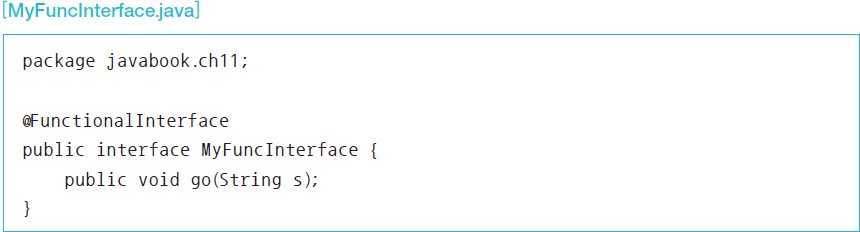 [MyFuncInterface.java]
package javabook.ch11;
@FunctionalInterface
public interface MyFuncInterface {
    public void go(String s);
}